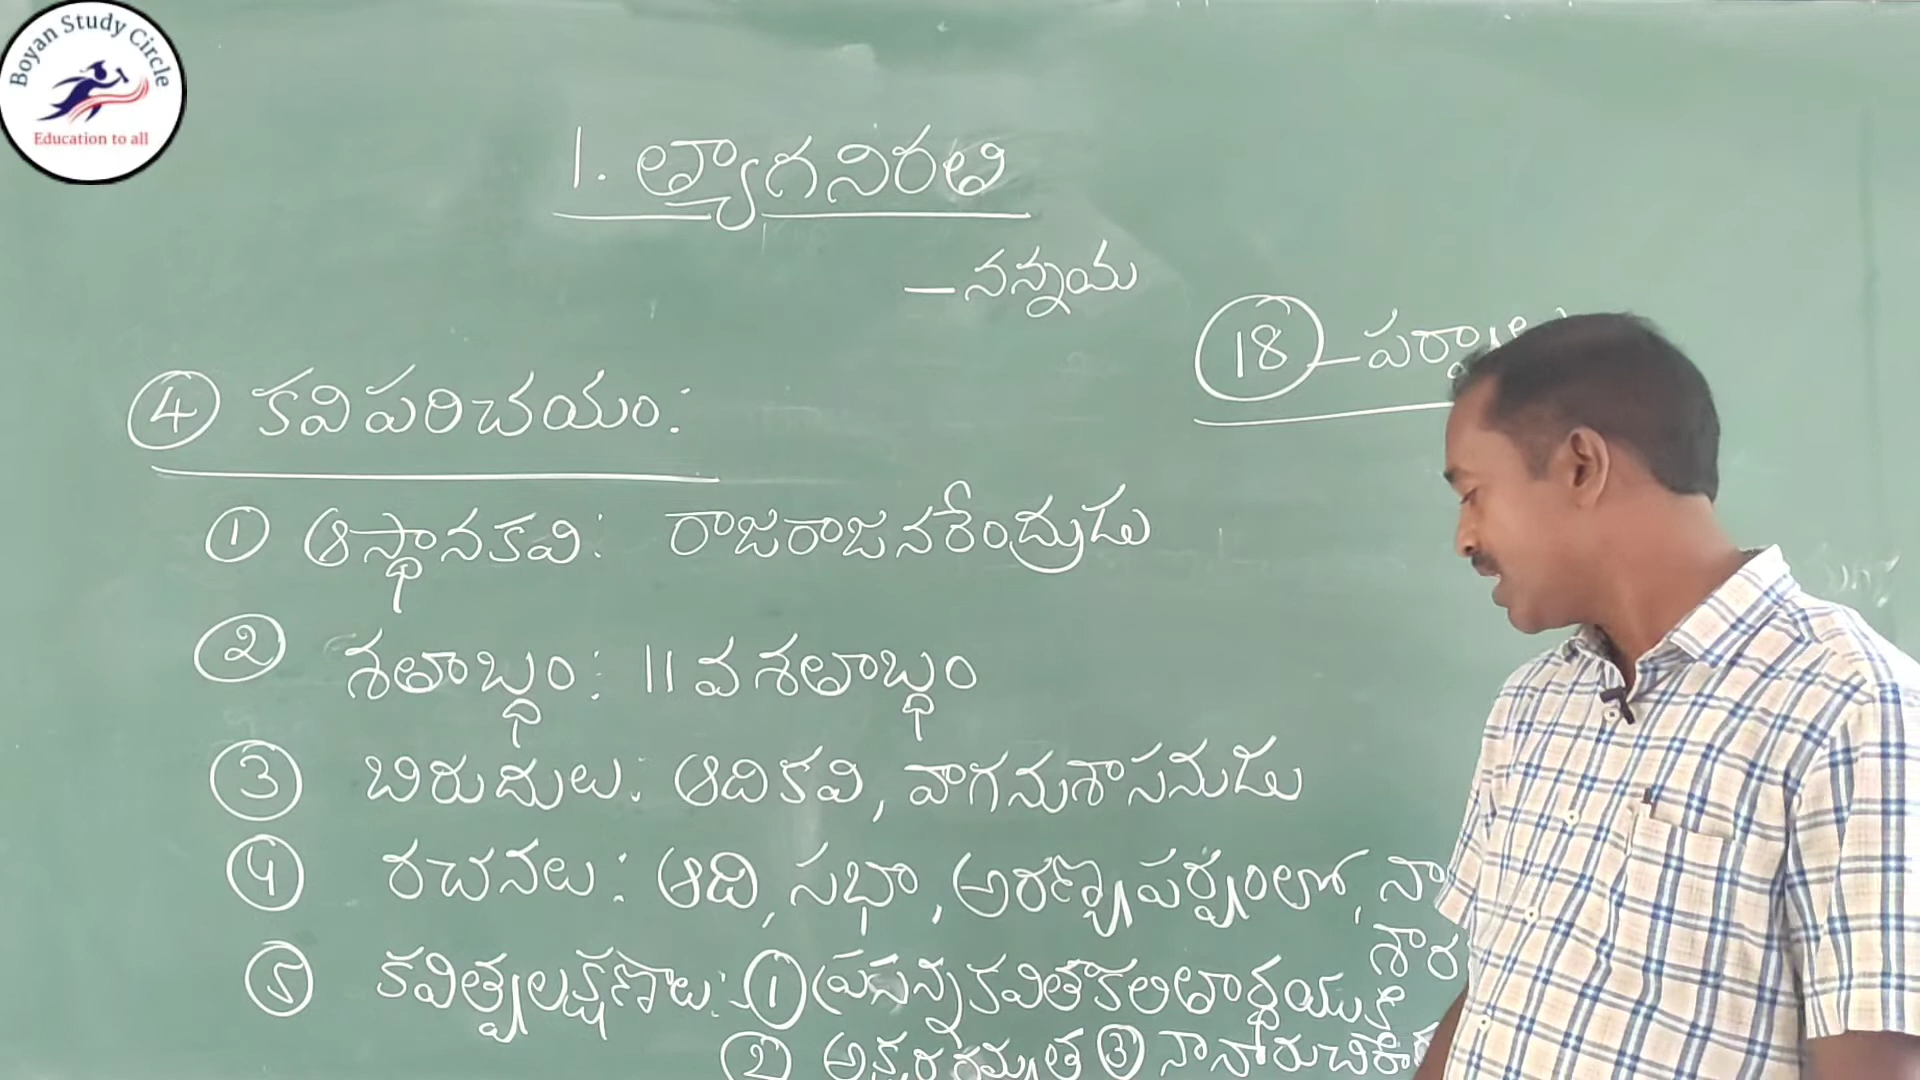 Boyan Study Circle
Education to all
1. త్యాగనిరతి
– నన్నయ
18 – పర్వాల
④ కవిపరిచయం:
① ఆస్థానకవి: రాజరాజనరేంద్రుడు
② శతాబ్ధం: 11వ శతాబ్ధం
③ బిరుదులు: ఆదికవి, వాగనుశాసనుడు
④ రచనలు: ఆది, సభా, అరణ్యపర్వంలో, నా
శార
⑤ కవిత్వలక్షణాలు: ① ప్రసన్నకవితాకలితార్థయుక్తి
② అక్షరరమ్యత ③ నానారుచిరా